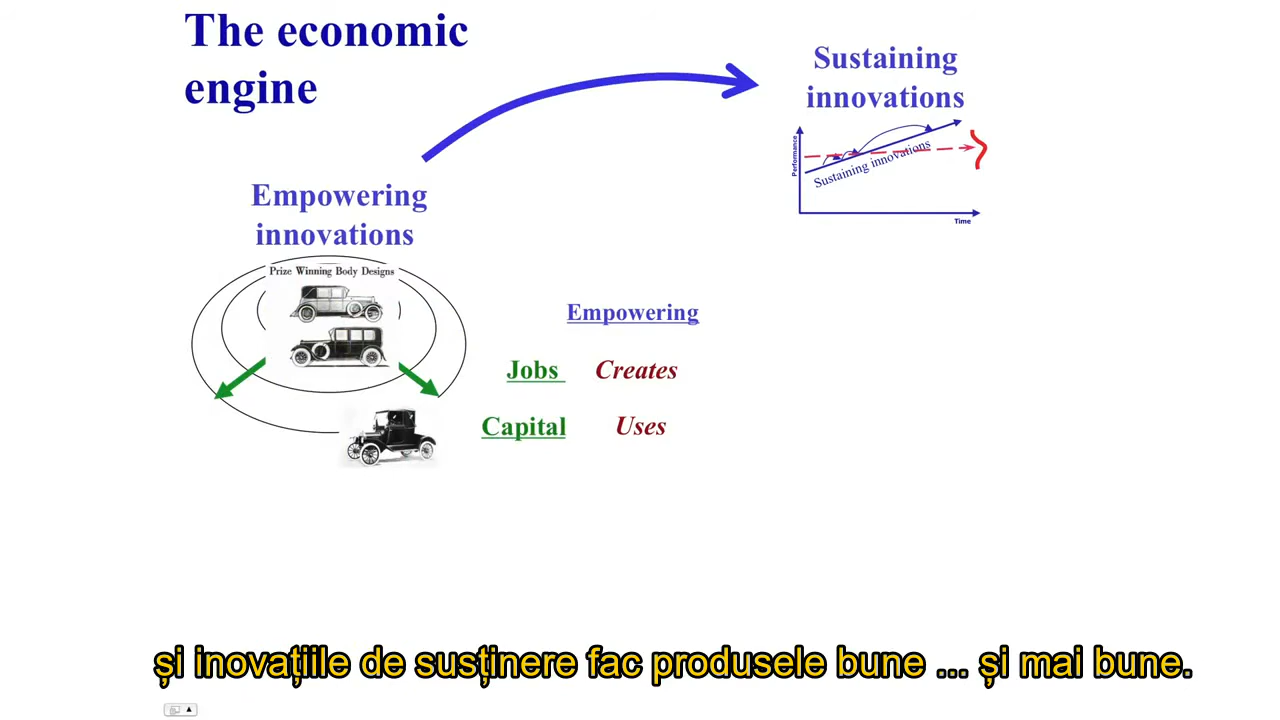 The economic
engine
Sustaining
innovations
Performance
Sustaining innovations
Time
Empowering
innovations
Prize Winning Body Designs
Empowering
Jobs Creates
Capital Uses
și inovațiile de susținere fac produsele bune ... și mai bune.